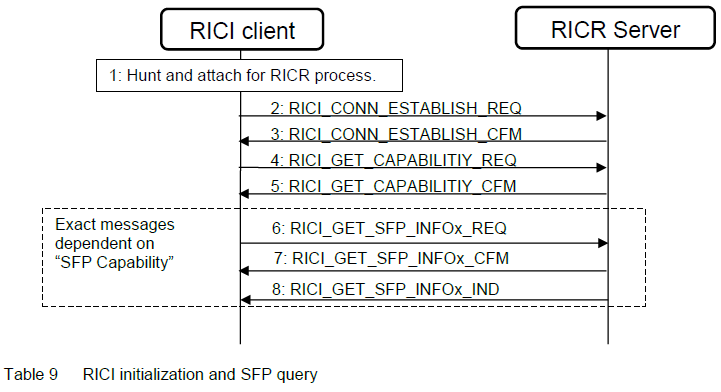 RICI client
RICR Server
1: Hunt and attach for RICR process.
2: RICI_CONN_ESTABLISH_REQ
3: RICI_CONN_ESTABLISH_CFM
4: RICI_GET_CAPABILITIY_REQ
5: RICI_GET_CAPABILITIY_CFM
Exact messages
dependent on
“SFP Capability”
6: RICI_GET_SFP_INFOx_REQ
7: RICI_GET_SFP_INFOx_CFM
8: RICI_GET_SFP_INFOx_IND
Table 9 RICI initialization and SFP query